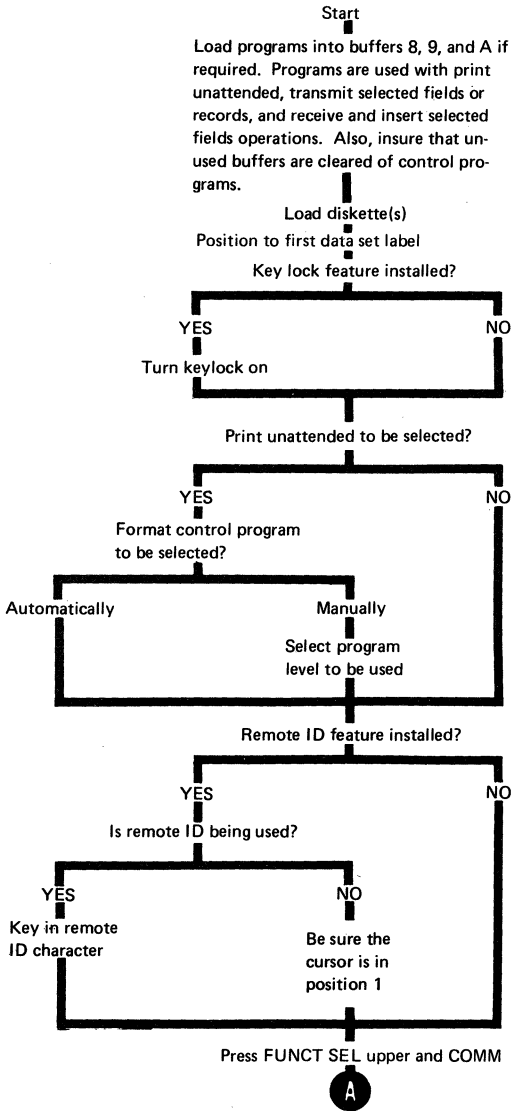 Start
Load programs into buffers 8, 9, and A if
required. Programs are used with print
unattended, transmit selected fields or
records, and receive and insert selected
fields operations. Also, insure that un-
used buffers are cleared of control pro-
grams.
Load diskette(s)
Position to first data set label
Key lock feature installed?
YES
NO
Turn keylock on
Print unattended to be selected?
YES
NO
Format control program
to be selected?
Automatically
Manually
Select program
level to be used
Remote ID feature installed?
YES
NO
Is remote ID being used?
YES
NO
Key in remote
ID character
Be sure the
cursor is in
position 1
Press FUNCT SEL upper and COMM
A